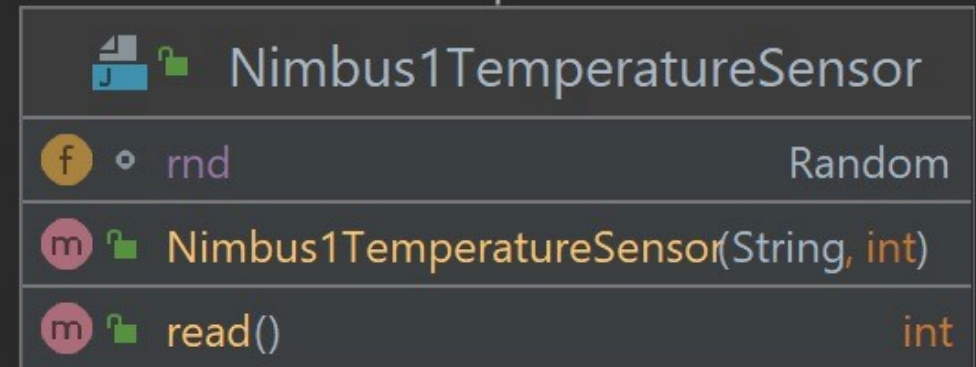 J Nimbus1TemperatureSensor
f rnd Random
m Nimbus1TemperatureSensor(String, int)
m read() int